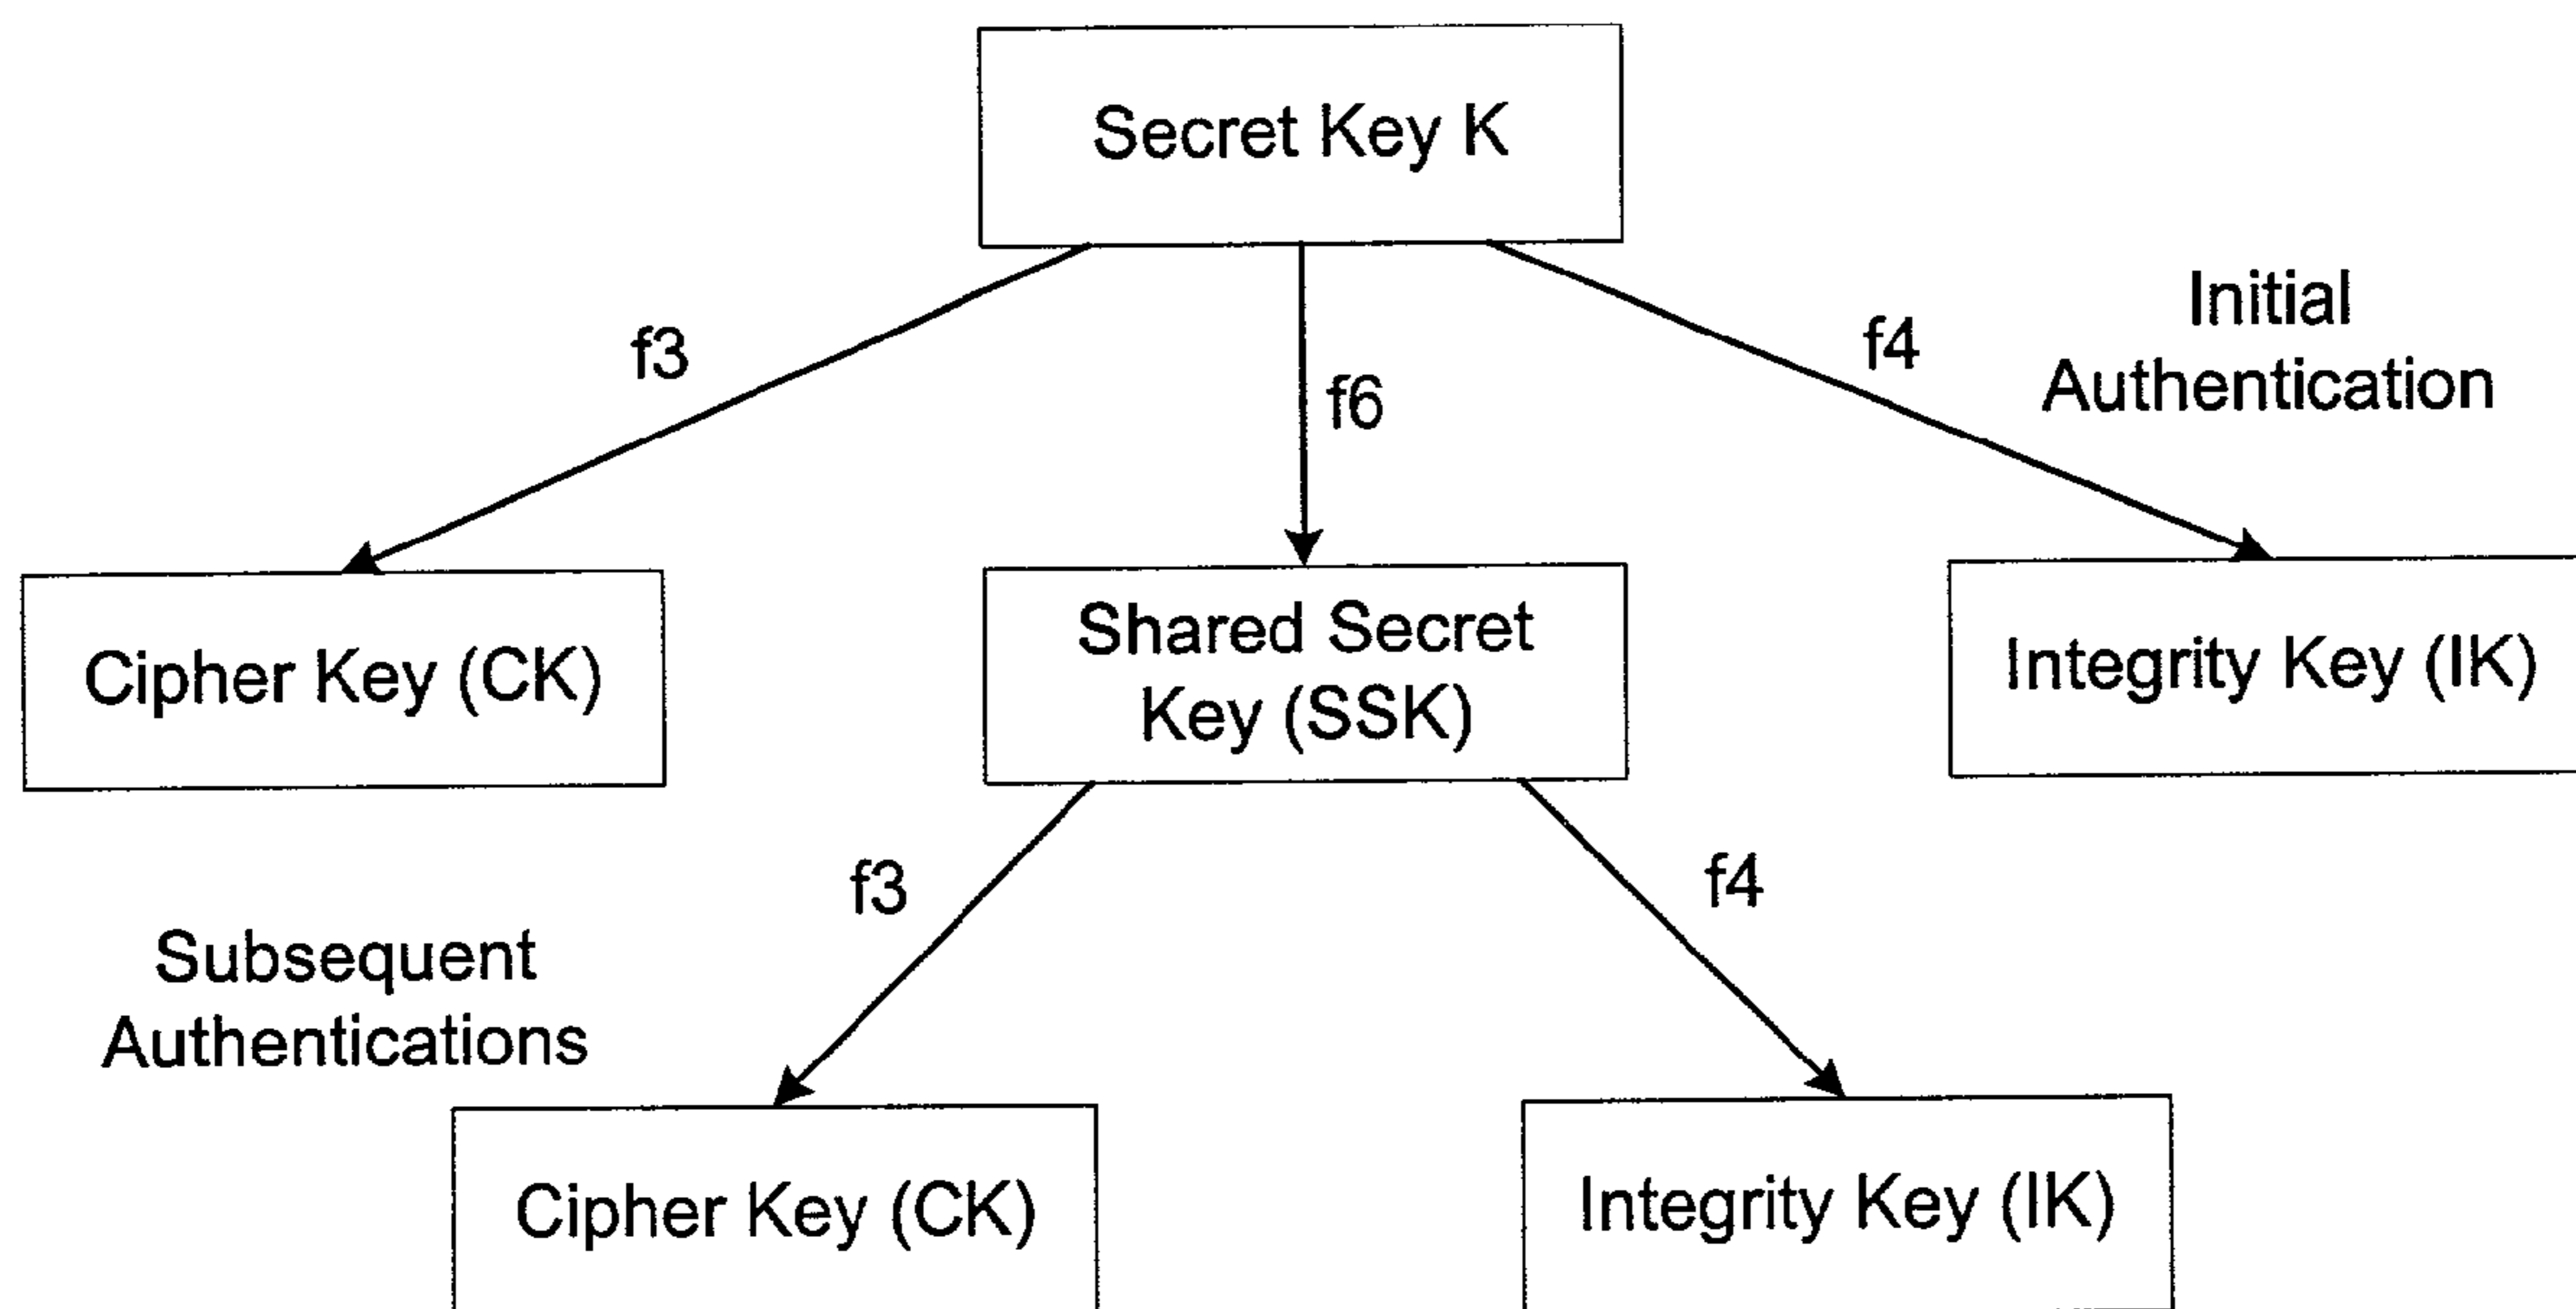 Secret Key K
Initial
Authentication
f3
f6
f4
Cipher Key (CK)
Shared Secret
Key (SSK)
Integrity Key (IK)
f3
f4
Subsequent
Authentications
Cipher Key (CK)
Integrity Key (IK)